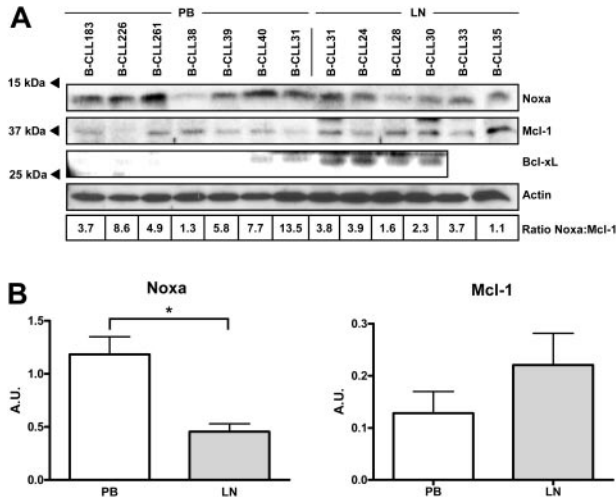 A
PB LN
B-CLL183 B-CLL226 B-CLL261 B-CLL38 B-CLL39 B-CLL40 B-CLL31 B-CLL31 B-CLL24 B-CLL28 B-CLL30 B-CLL33 B-CLL35
15 kDa
Noxa
37 kDa Mcl-1
Bcl-xL
25 kDa
Actin
3.7 8.6 4.9 1.3 5.8 7.7 13.5 3.8 3.9 1.6 2.3 3.7 1.1 Ratio Noxa:Mcl-1
B
Noxa Mcl-1
*
1.5
1.0
0.5
0.0
A.U.
PB LN
0.3
0.2
0.1
0.0
A.U.
PB LN